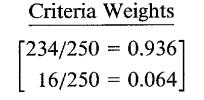 Criteria Weights
234/250 = 0.936
16/250 = 0.064